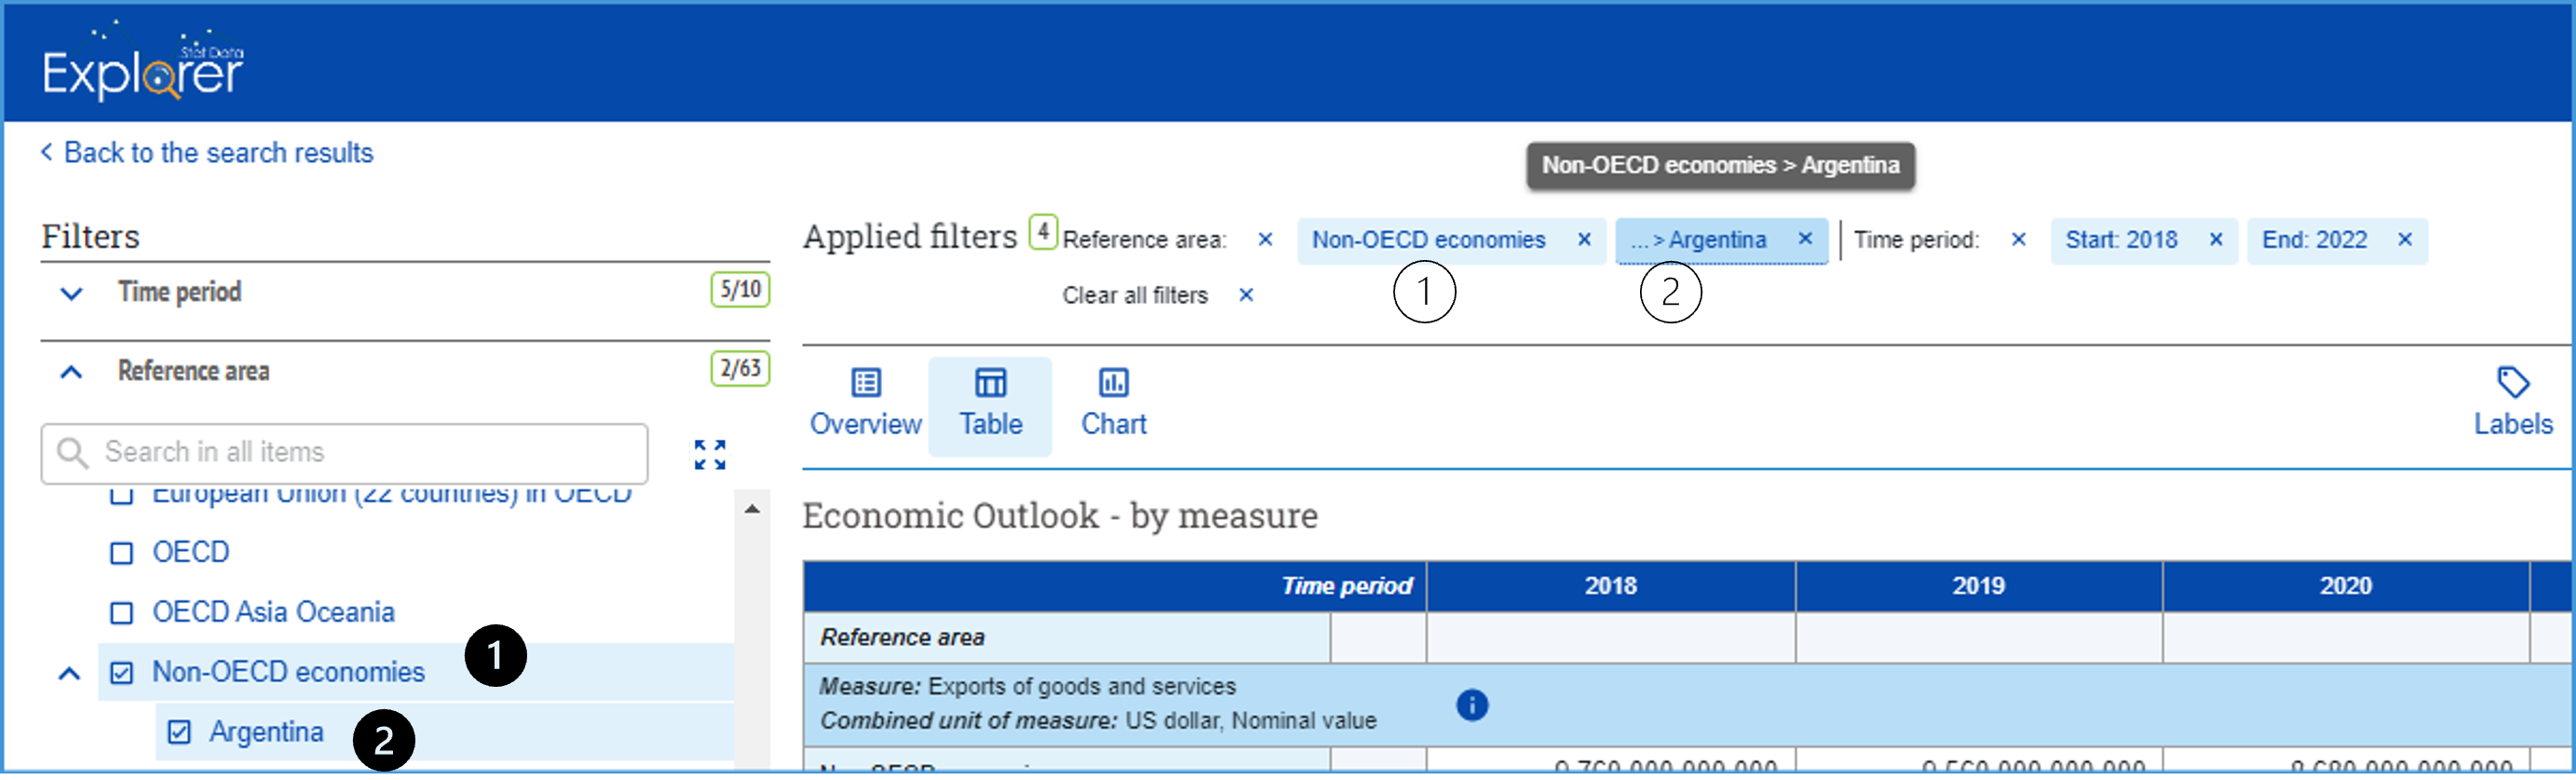 Stat Data
Explorer
Back to the search results
Non-OECD economies > Argentina
Filters
Applied filters 4 Reference area: × Non-OECD economies × ... > Argentina × Time period: × Start: 2018 × End: 2022 ×
1 2
Clear all filters ×
Time period 5/10
Reference area 2/63
Search in all items
European Union (22 countries) in OECD
OECD
OECD Asia Oceania
Non-OECD economies 1
Argentina 2
Overview Table Chart Labels
Economic Outlook - by measure
Time period 2018 2019 2020
Reference area
Measure: Exports of goods and services
Combined unit of measure: US dollar, Nominal value